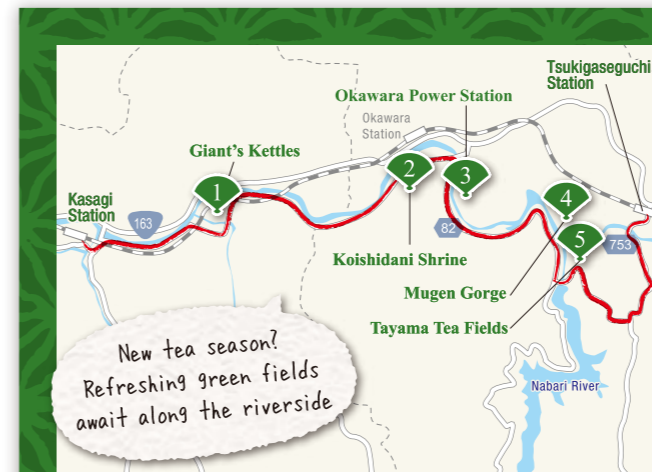 Tsukigaseguchi
Station
Okawara Power Station
Okawara
Station
Giant's Kettles
1
2
3
Kasagi
Station
163
4
82
5
753
Koishidani Shrine
Mugen Gorge
Tayama Tea Fields
New tea season?
Refreshing green fields
await along the riverside
Nabari River